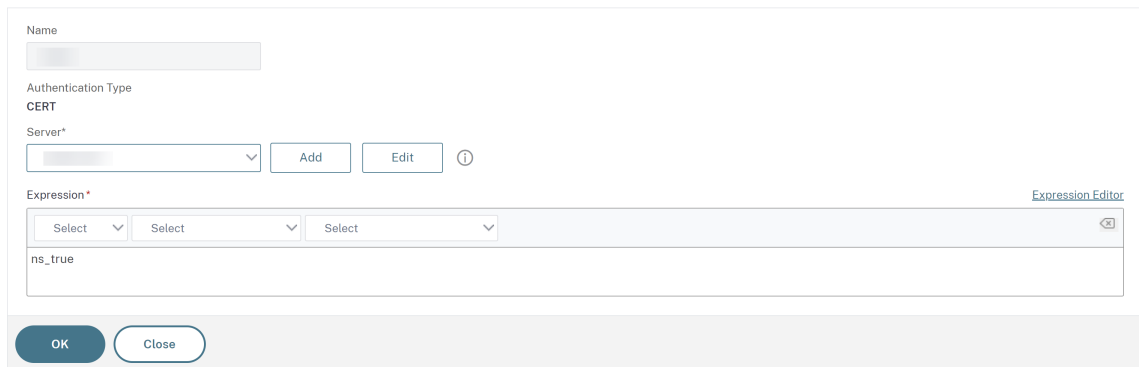 Name
Authentication Type
CERT
Server*
Add Edit
Expression* Expression Editor
Select Select Select
ns_true
OK Close